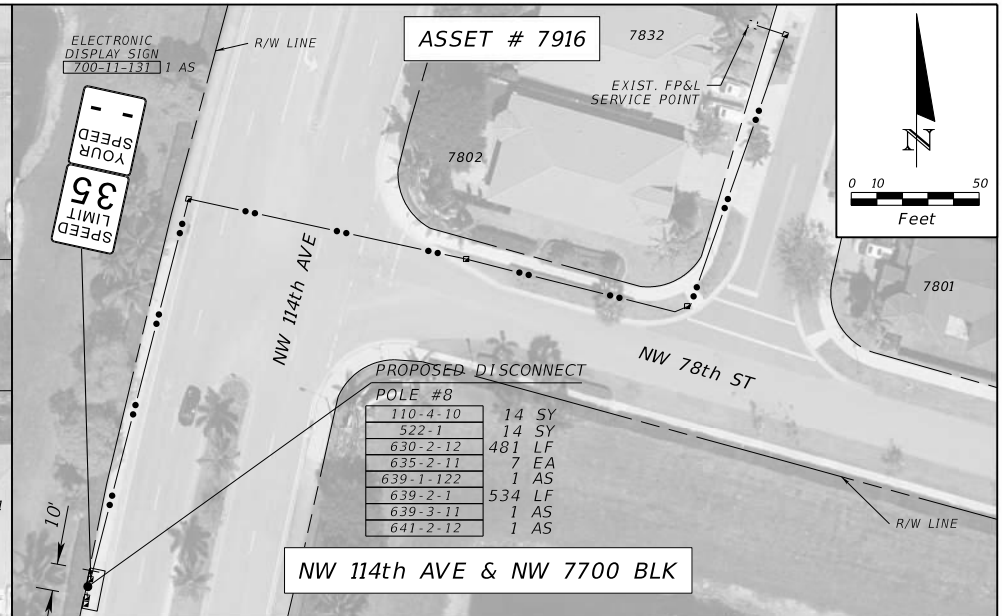 ELECTRONIC
DISPLAY SIGN
700-11-131 1 AS
R/W LINE
ASSET # 7916
7832
EXIST. FP&L
SERVICE POINT
N
0 10 50
Feet
YOUR
SPEED
SPEED
LIMIT
35
7802
7801
NW 114th AVE
NW 78th ST
PROPOSED DISCONNECT
POLE #8
110-4-10 14 SY
522-1 14 SY
630-2-12 481 LF
635-2-11 7 EA
639-1-122 1 AS
639-2-1 534 LF
639-3-11 1 AS
641-2-12 1 AS
R/W LINE
10'
NW 114th AVE & NW 7700 BLK